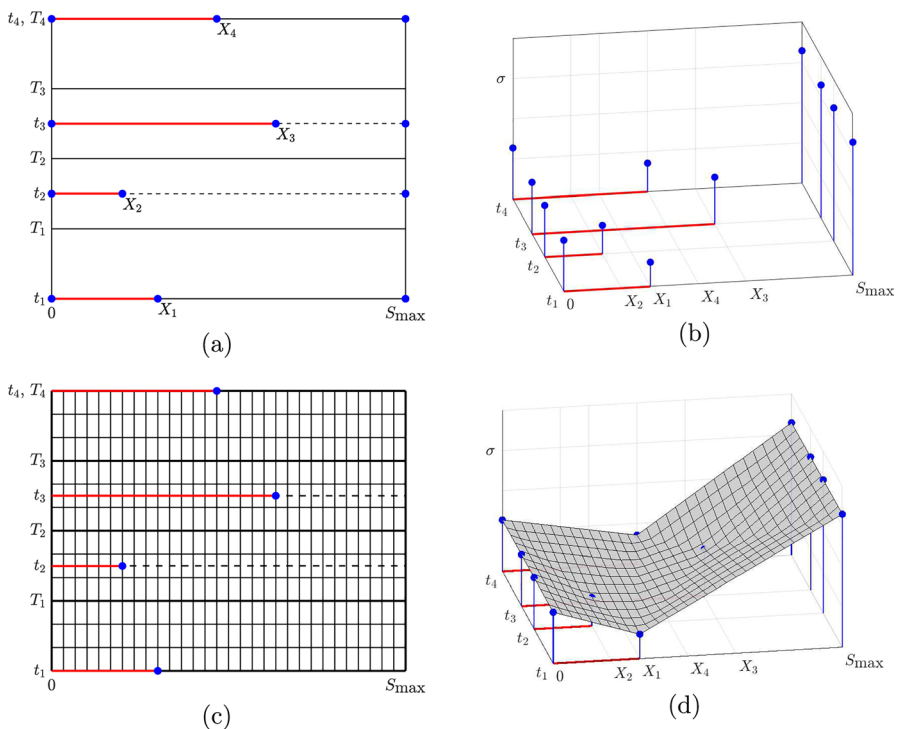 t₄, T₄
X₄
T₃
t₃
X₃
T₂
t₂
X₂
T₁
t₁
X₁
0
Smax
(a)
σ
t₄
t₃
t₂
t₁
0
X₂
X₁
X₄
X₃
Smax
(b)
t₄, T₄
T₃
t₃
T₂
t₂
T₁
t₁
0
Smax
(c)
σ
t₄
t₃
t₂
t₁
0
X₂
X₁
X₄
X₃
Smax
(d)